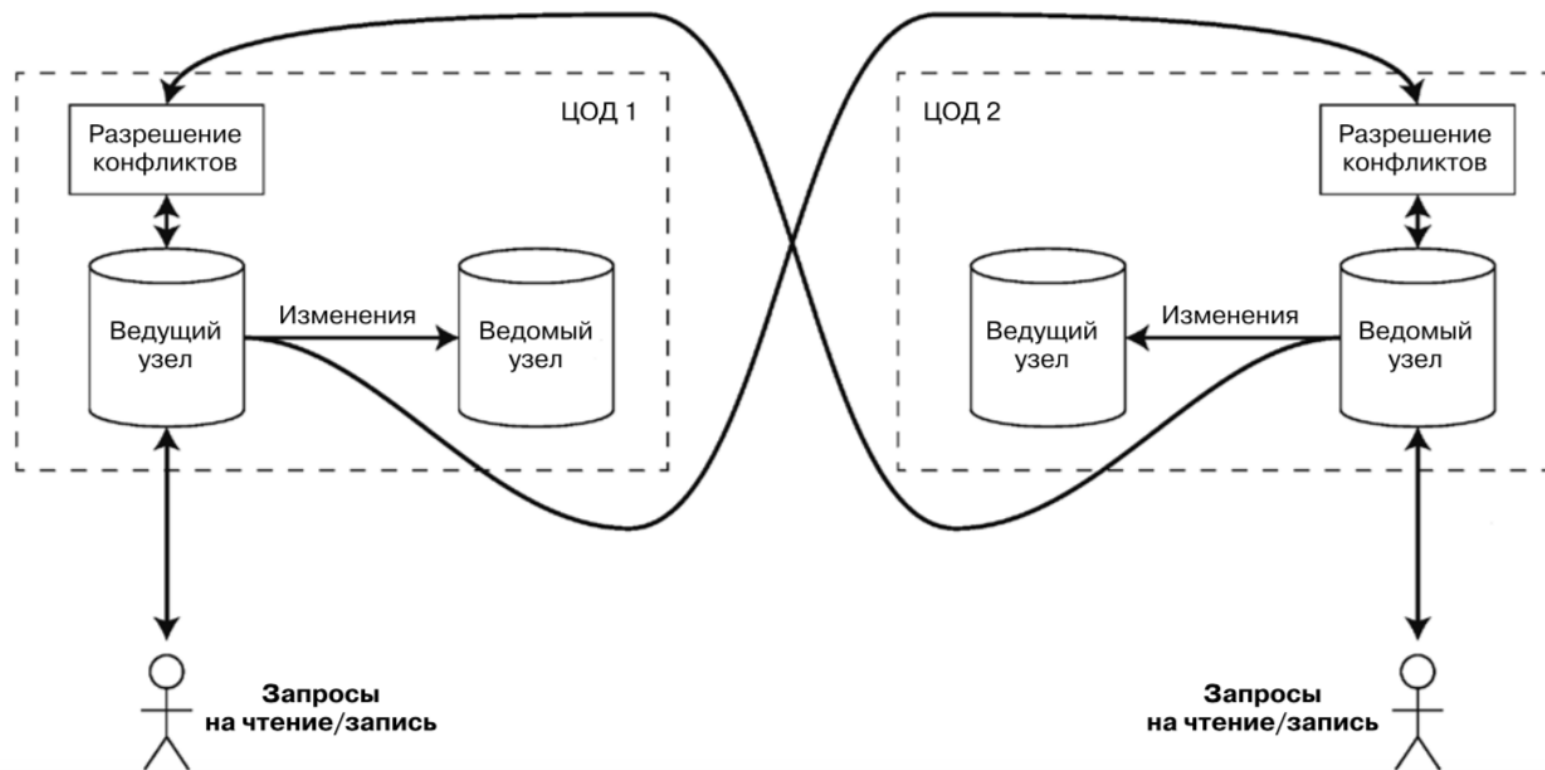 ЦОД 1
Разрешение
конфликтов
Изменения
Ведущий
узел
Ведомый
узел
Запросы
на чтение/запись
ЦОД 2
Разрешение
конфликтов
Изменения
Ведущий
узел
Ведомый
узел
Запросы
на чтение/запись